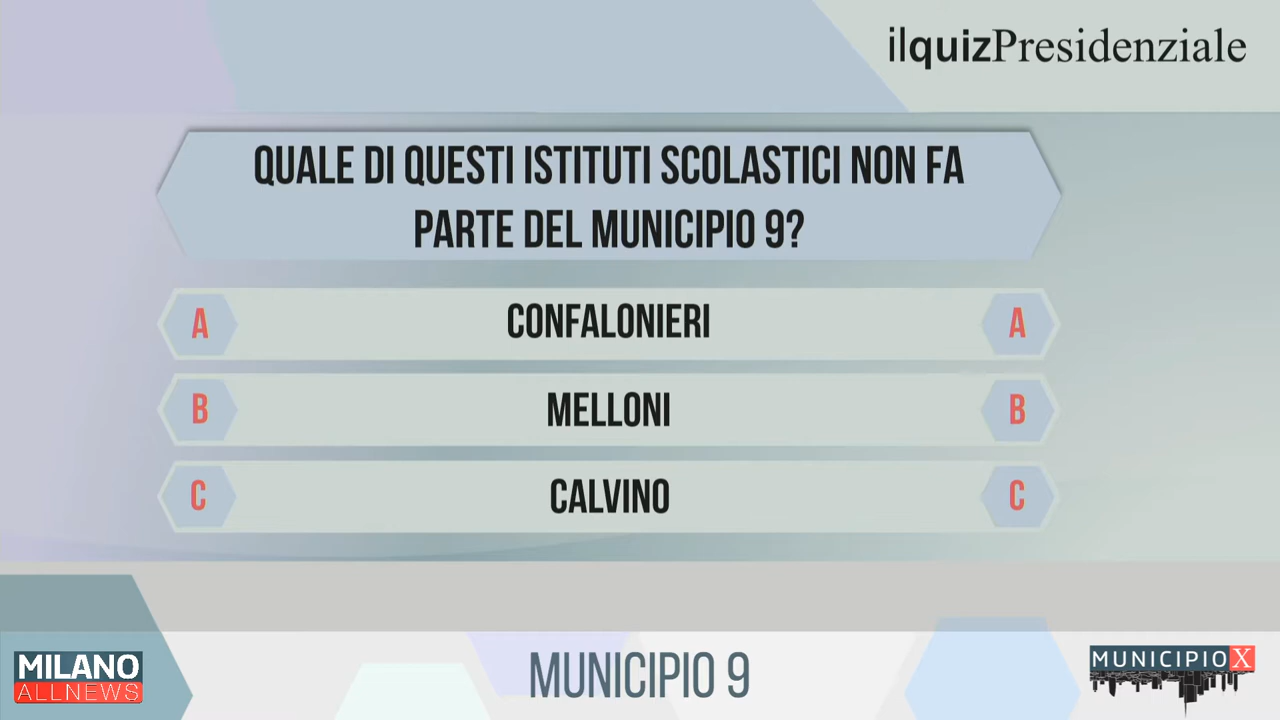 ilquizPresidenziale
QUALE DI QUESTI ISTITUTI SCOLASTICI NON FA
PARTE DEL MUNICIPIO 9?
A CONFALONIERI A
B MELLONI B
C CALVINO C
MILANO
ALLNEWS
MUNICIPIO 9
MUNICIPIO X